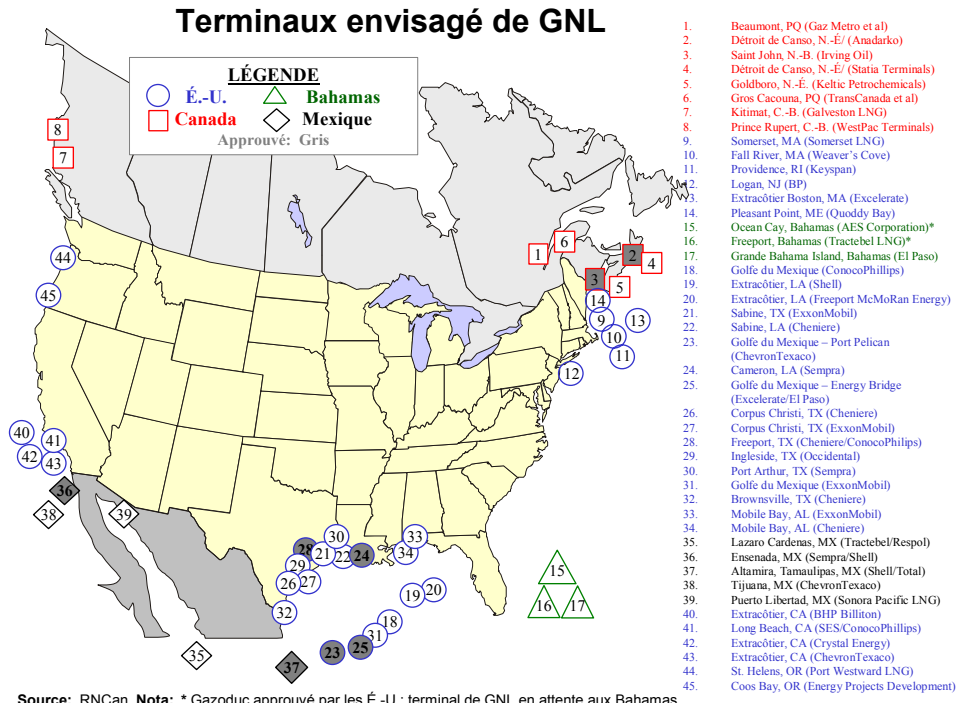 Terminaux envisagé de GNL
LÉGENDE
É.-U.
Bahamas
Canada
Mexique
Approuvé: Gris
8
7
44
45
40
41
42
43
36
38
39
1
6
2
4
3
5
14
9
13
10
11
12
28
30
21
22
24
33
34
29
26
27
32
19
20
18
31
25
23
37
35
15
16
17
1. Beaumont, PQ (Gaz Metro et al)
2. Détroit de Canso, N.-É/ (Anadarko)
3. Saint John, N.-B. (Irving Oil)
4. Détroit de Canso, N.-É/ (Statia Terminals)
5. Goldboro, N.-É. (Keltic Petrochemicals)
6. Gros Cacouna, PQ (TransCanada et al)
7. Kitimat, C.-B. (Galveston LNG)
8. Prince Rupert, C.-B. (WestPac Terminals)
9. Somerset, MA (Somerset LNG)
10. Fall River, MA (Weaver's Cove)
11. Providence, RI (Keyspan)
12. Logan, NJ (BP)
13. Extracôtier Boston, MA (Excelerate)
14. Pleasant Point, ME (Quoddy Bay)
15. Ocean Cay, Bahamas (AES Corporation)*
16. Freeport, Bahamas (Tractebel LNG)*
17. Grande Bahama Island, Bahamas (El Paso)
18. Golfe du Mexique (ConocoPhillips)
19. Extracôtier, LA (Shell)
20. Extracôtier, LA (Freeport McMoRan Energy)
21. Sabine, TX (ExxonMobil)
22. Sabine, LA (Cheniere)
23. Golfe du Mexique – Port Pelican
(ChevronTexaco)
24. Cameron, LA (Sempra)
25. Golfe du Mexique – Energy Bridge
(Excelerate/El Paso)
26. Corpus Christi, TX (Cheniere)
27. Corpus Christi, TX (ExxonMobil)
28. Freeport, TX (Cheniere/ConocoPhilips)
29. Ingleside, TX (Occidental)
30. Port Arthur, TX (Sempra)
31. Golfe du Mexique (ExxonMobil)
32. Brownsville, TX (Cheniere)
33. Mobile Bay, AL (ExxonMobil)
34. Mobile Bay, AL (Cheniere)
35. Lazaro Cardenas, MX (Tractebel/Respol)
36. Ensenada, MX (Sempra/Shell)
37. Altamira, Tamaulipas, MX (Shell/Total)
38. Tijuana, MX (ChevronTexaco)
39. Puerto Libertad, MX (Sonora Pacific LNG)
40. Extracôtier, CA (BHP Billiton)
41. Long Beach, CA (SES/ConocoPhillips)
42. Extracôtier, CA (Crystal Energy)
43. Extracôtier, CA (ChevronTexaco)
44. St. Helens, OR (Port Westward LNG)
45. Coos Bay, OR (Energy Projects Development)
Source: RNCan Nota: * Gazoduc approuvé par les É.-U.; terminal de GNL en attente aux Bahamas